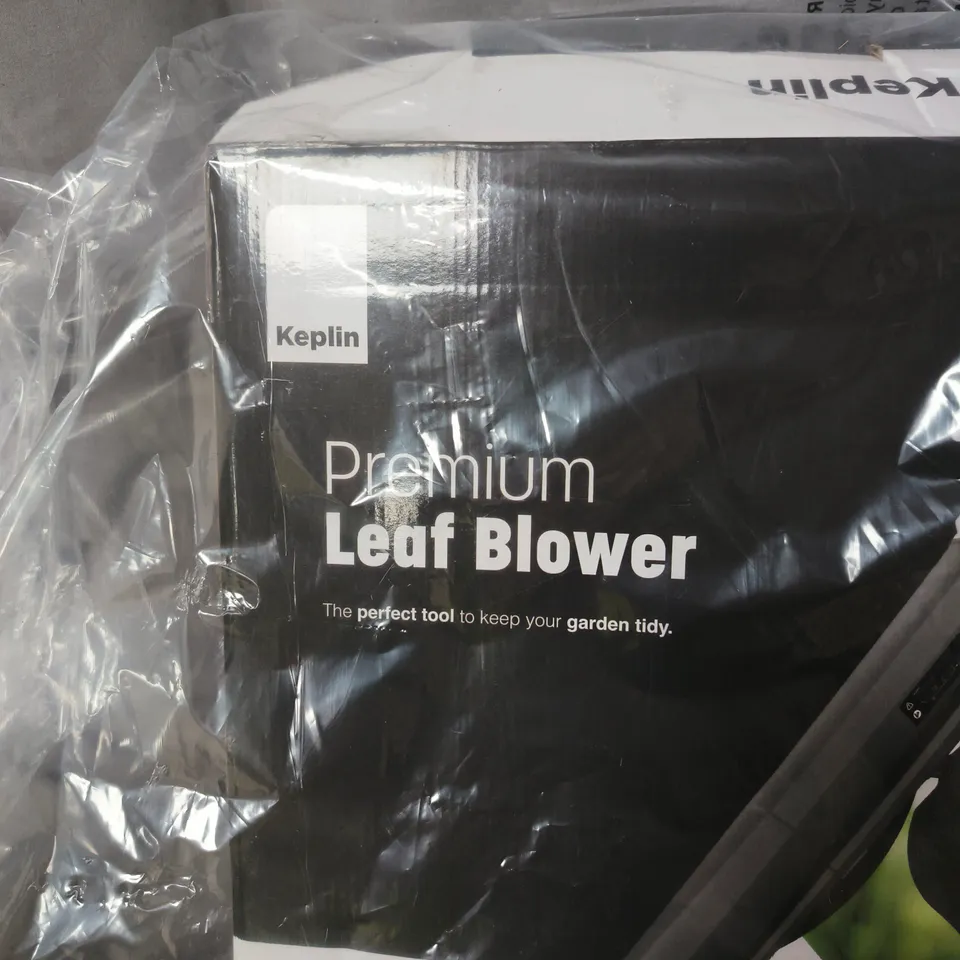 Keplin
Keplin
Premium
Leaf Blower
The perfect tool to keep your garden tidy.